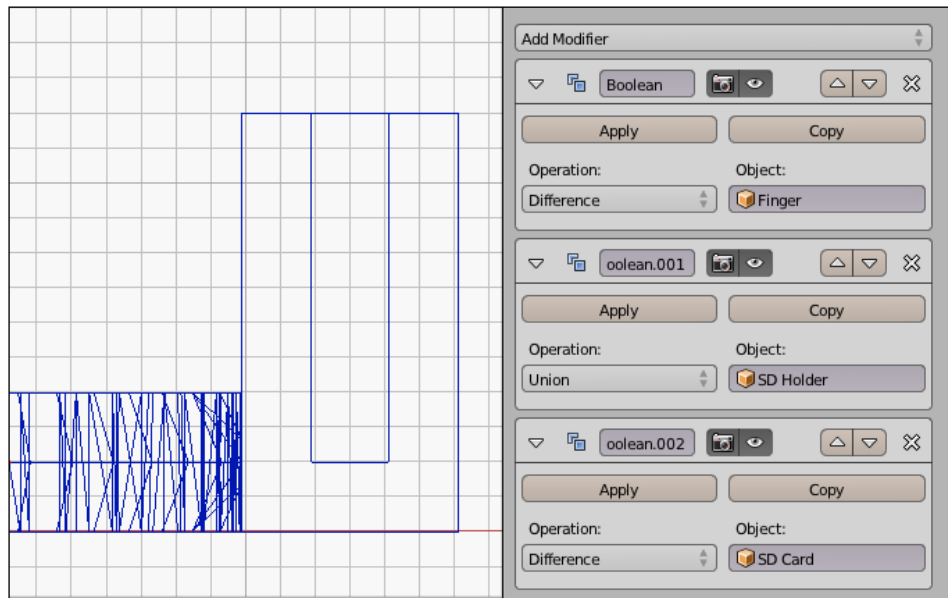 Add Modifier
Boolean
Apply Copy
Operation: Object:
Difference Finger
oolean.001
Apply Copy
Operation: Object:
Union SD Holder
oolean.002
Apply Copy
Operation: Object:
Difference SD Card